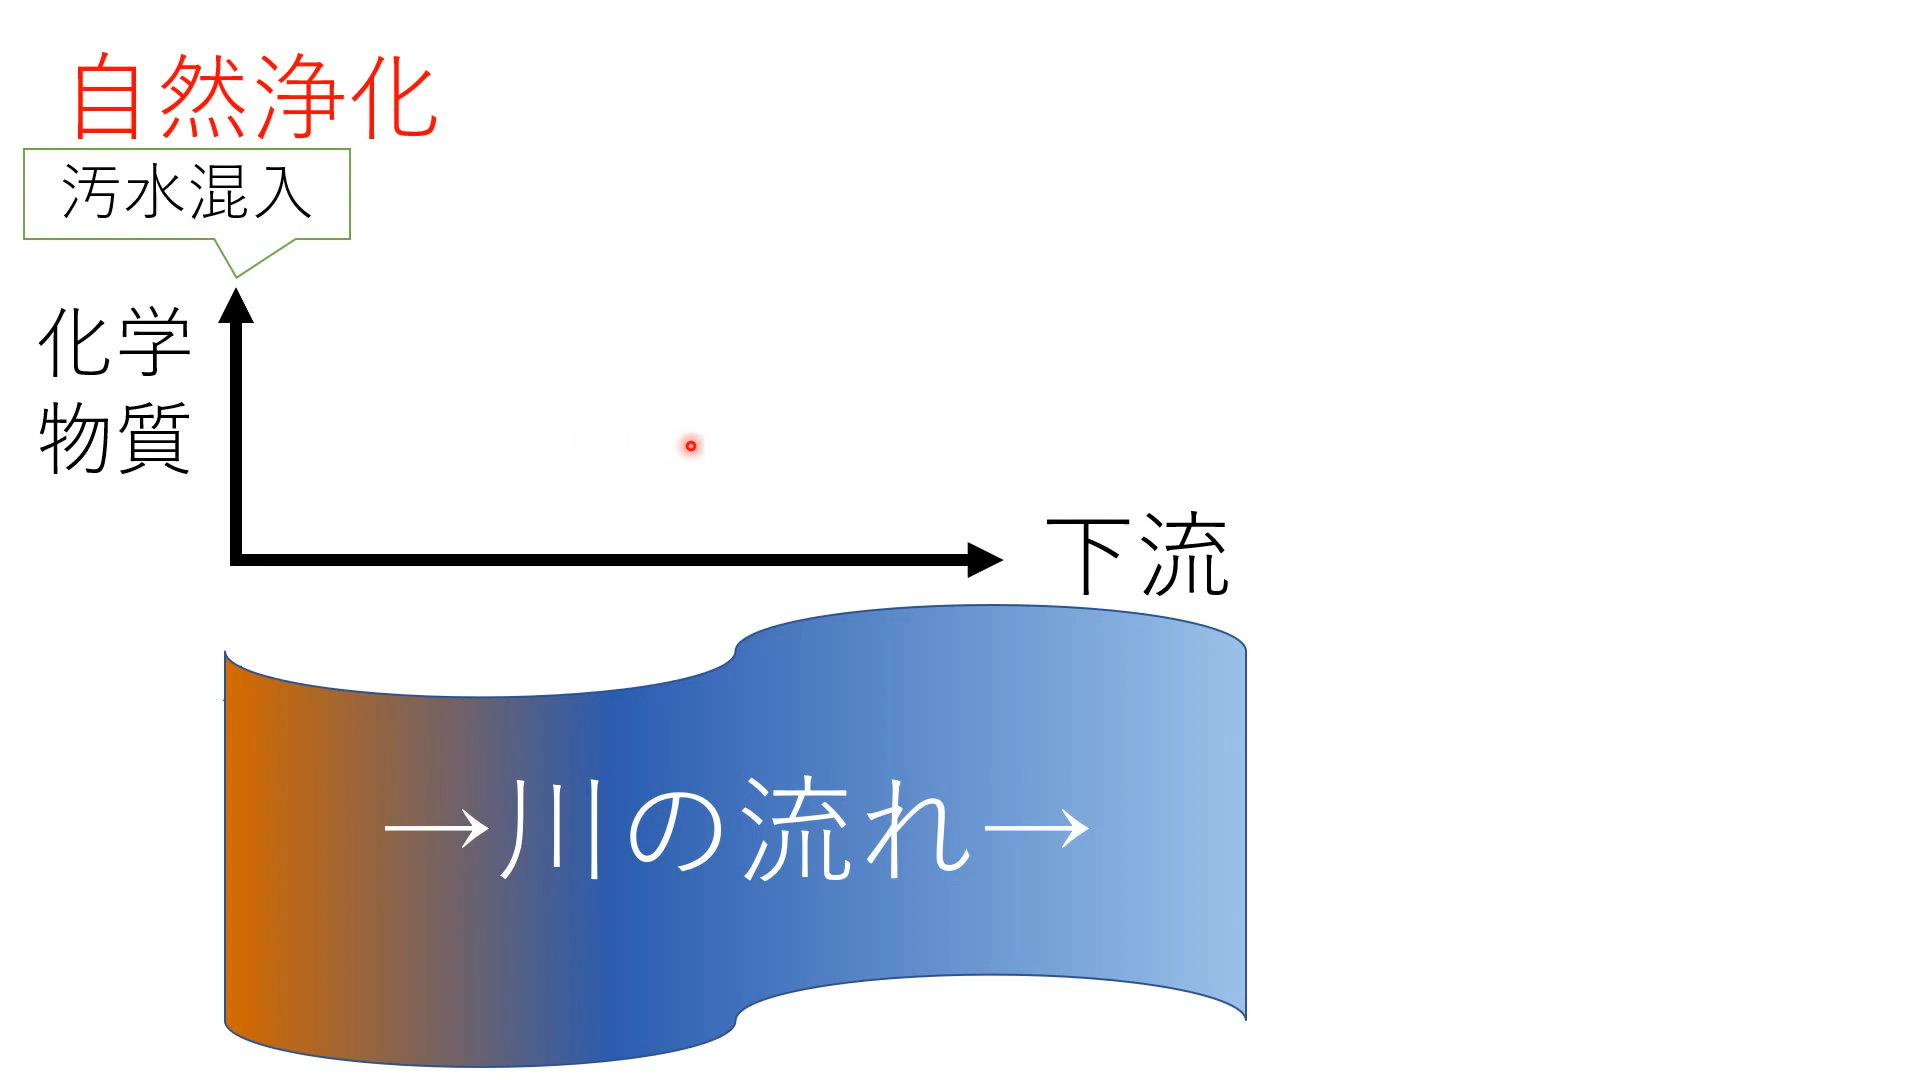 自然浄化
汚水混入
化学
物質
下流
→川の流れ→